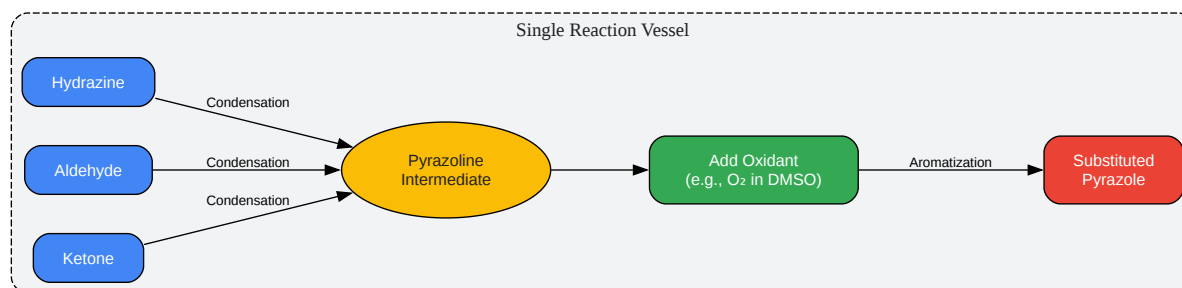 Single Reaction Vessel
Hydrazine
Condensation
Aldehyde
Condensation
Ketone
Condensation
Pyrazoline
Intermediate
Add Oxidant
(e.g., O₂ in DMSO)
Aromatization
Substituted
Pyrazole